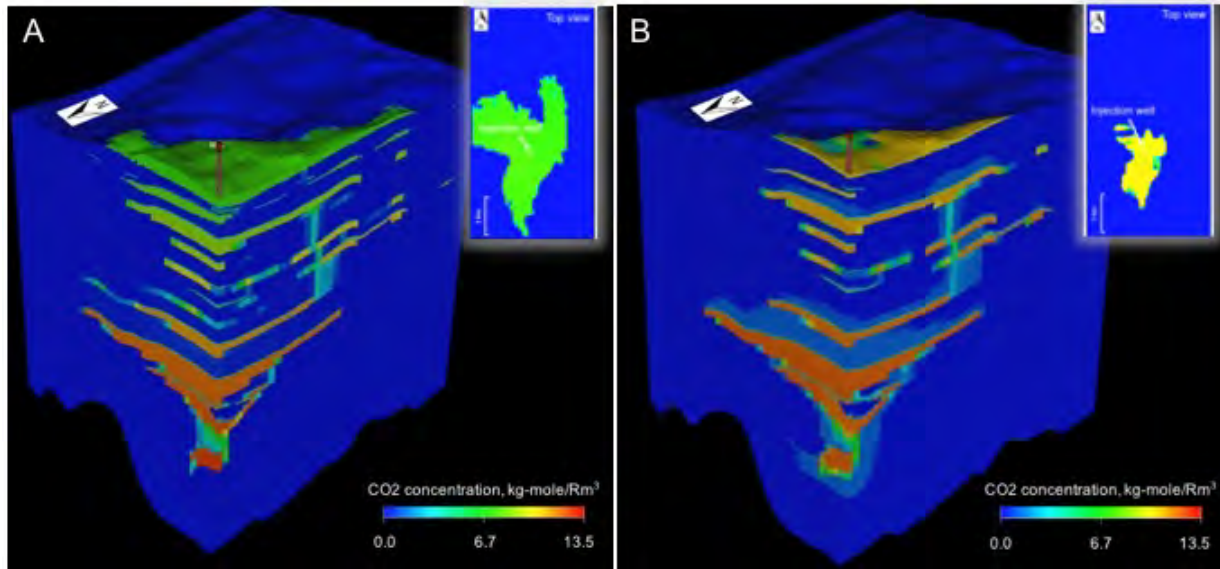 A
Top view
Injection well
N
CO2 concentration, kg-mole/Rm³
0.0 6.7 13.5
B
Top view
Injection well
N
CO2 concentration, kg-mole/Rm³
0.0 6.7 13.5